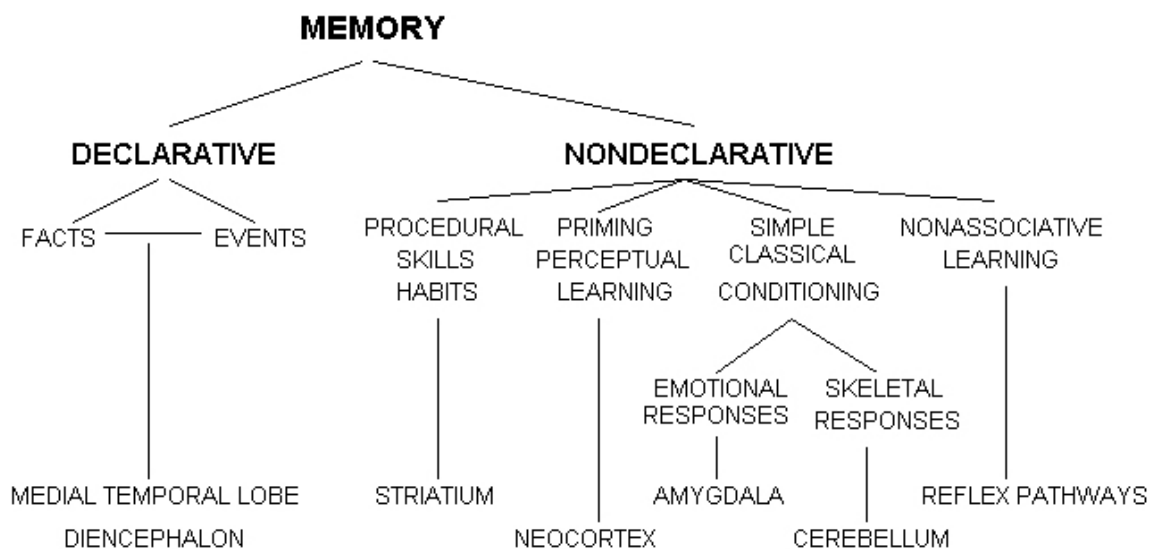 MEMORY
DECLARATIVE
NONDECLARATIVE
FACTS
EVENTS
PROCEDURAL
SKILLS
HABITS
PRIMING
PERCEPTUAL
LEARNING
SIMPLE
CLASSICAL
CONDITIONING
NONASSOCIATIVE
LEARNING
EMOTIONAL
RESPONSES
SKELETAL
RESPONSES
MEDIAL TEMPORAL LOBE
DIENCEPHALON
STRIATIUM
NEOCORTEX
AMYGDALA
CEREBELLUM
REFLEX PATHWAYS